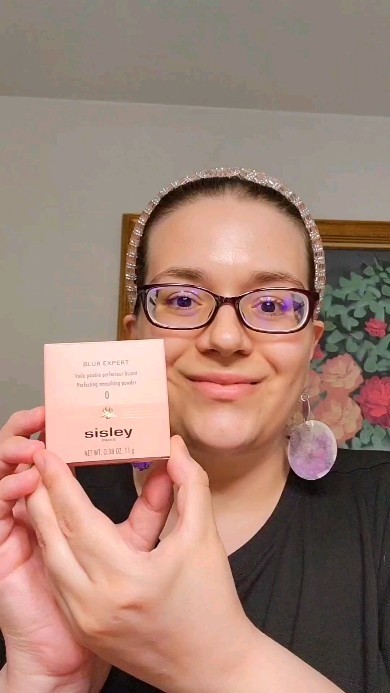 BLUR EXPERT
Voile poudre perfecteur lissant
Perfecting smoothing powder
0
sisley
PARIS
NET WT. 0.38 OZ. 11 g